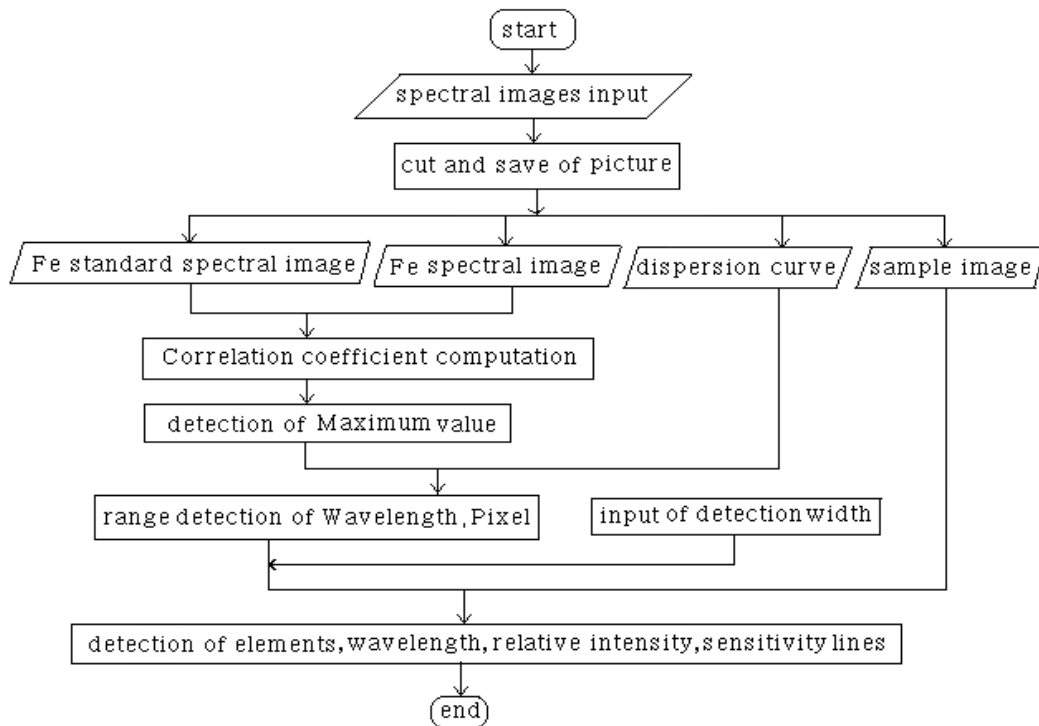 start
spectral images input
cut and save of picture
Fe standard spectral image
Fe spectral image
dispersion curve
sample image
Correlation coefficient computation
detection of Maximum value
range detection of Wavelength, Pixel
input of detection width
detection of elements, wavelength, relative intensity, sensitivity lines
end